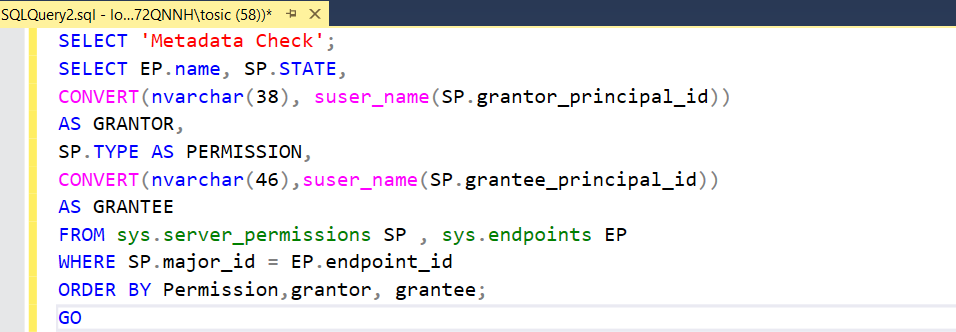 SQLQuery2.sql - lo...72QNNH\tosic (58))*
SELECT 'Metadata Check';
SELECT EP.name, SP.STATE,
CONVERT(nvarchar(38), suser_name(SP.grantor_principal_id))
AS GRANTOR,
SP.TYPE AS PERMISSION,
CONVERT(nvarchar(46),suser_name(SP.grantee_principal_id))
AS GRANTEE
FROM sys.server_permissions SP , sys.endpoints EP
WHERE SP.major_id = EP.endpoint_id
ORDER BY Permission,grantor, grantee;
GO